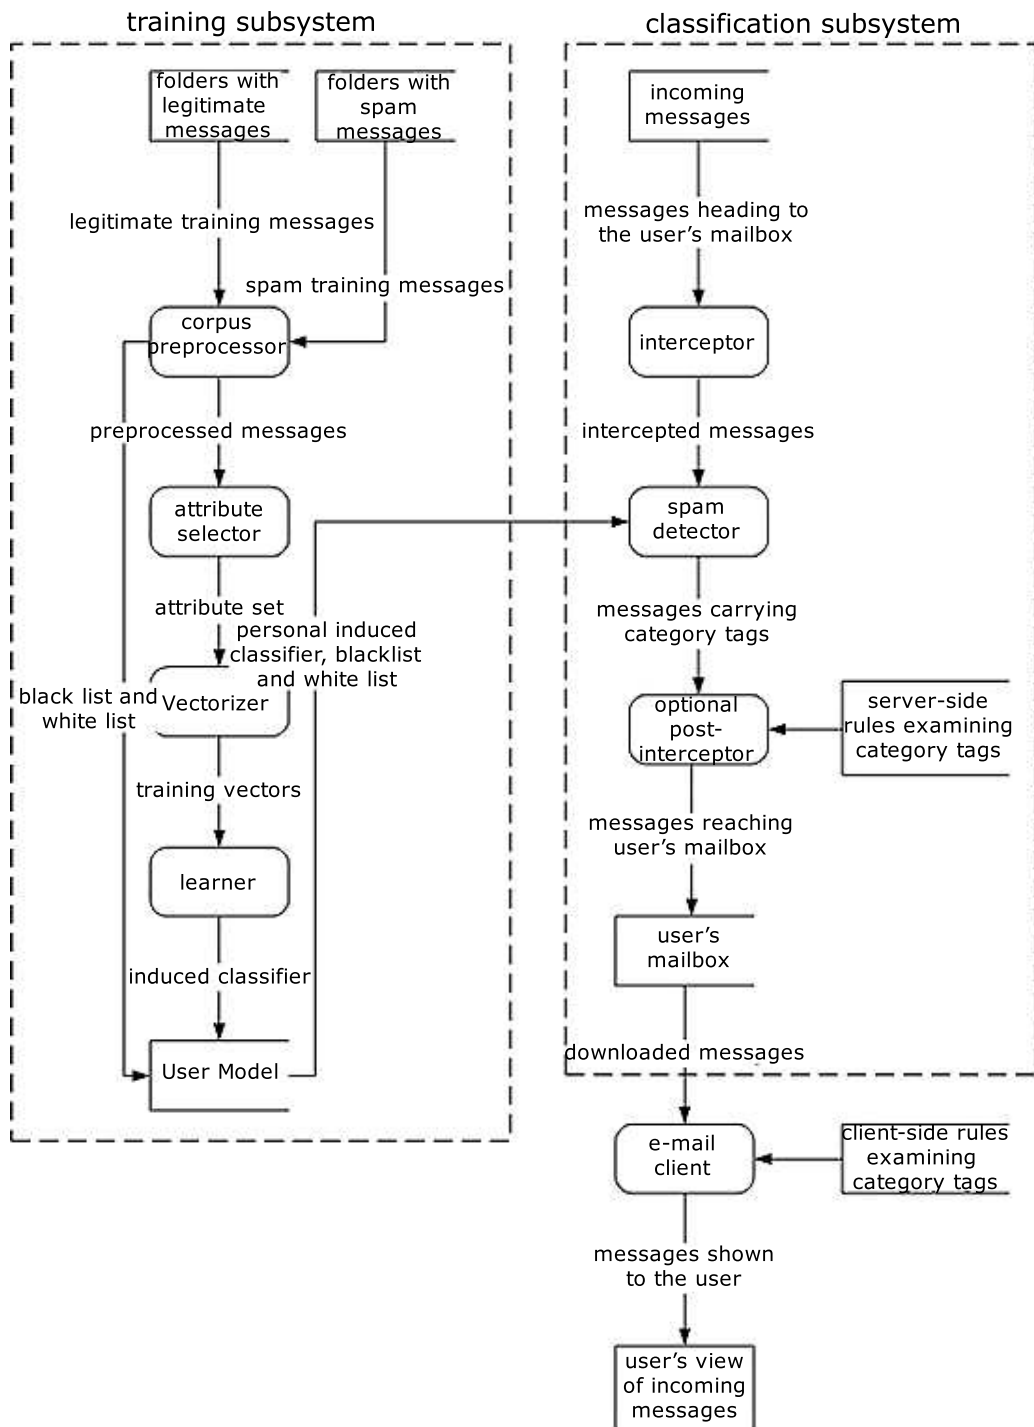 training subsystem
folders with
legitimate
messages
folders with
spam
messages
legitimate training messages
spam training messages
corpus
preprocessor
preprocessed messages
attribute
selector
attribute set
personal induced
classifier, blacklist
and white list
black list and
white list
Vectorizer
training vectors
learner
induced classifier
User Model
classification subsystem
incoming
messages
messages heading to
the user's mailbox
interceptor
intercepted messages
spam
detector
messages carrying
category tags
optional
post-
interceptor
server-side
rules examining
category tags
messages reaching
user's mailbox
user's
mailbox
downloaded messages
e-mail
client
client-side rules
examining
category tags
messages shown
to the user
user's view
of incoming
messages